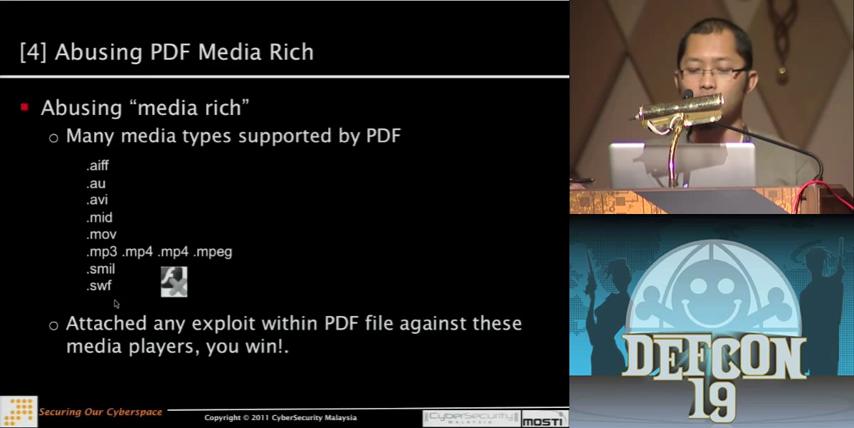 [4] Abusing PDF Media Rich
Abusing “media rich”
Many media types supported by PDF
.aiff
.au
.avi
.mid
.mov
.mp3 .mp4 .mp4 .mpeg
.smil
.swf
Attached any exploit within PDF file against these
media players, you win!.
Securing Our Cyberspace
Copyright © 2011 CyberSecurity Malaysia
CyberSecurity
MALAYSIA
MOSTI
DEFCON
19